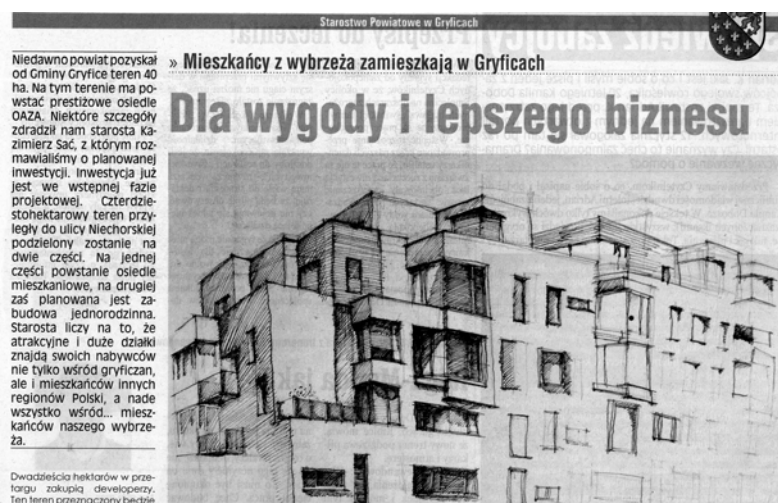 Starostwo Powiatowe w Gryficach
Niedawno powiat pozyskał
od Gminy Gryfice teren 40
ha. Na tym terenie ma po-
wstać prestiżowe osiedle
OAZA. Niektóre szczegóły
zdradził nam starosta Ka-
zimierz Sać, z którym roz-
mawialiśmy o planowanej
inwestycji. Inwestycja już
jest we wstępnej fazie
projektowej. Czterdzie-
stohektarowy teren przy-
legły do ulicy Niechorskiej
podzielony zostanie na
dwie części. Na jednej
części powstanie osiedle
mieszkaniowe, na drugiej
zaś planowana jest za-
budowa jednorodzinna.
Starosta liczy na to, że
atrakcyjne i duże działki
znajdą swoich nabywców
nie tylko wśród gryficzan,
ale i mieszkańców innych
regionów Polski, a nade
wszystko wśród... miesz-
kańców naszego wybrze-
ża.
Dwadzieścia hektarów w prze-
targu zakupią developerzy.
Ten teren przeznaczony będzie
» Mieszkańcy z wybrzeża zamieszkają w Gryficach
Dla wygody i lepszego biznesu